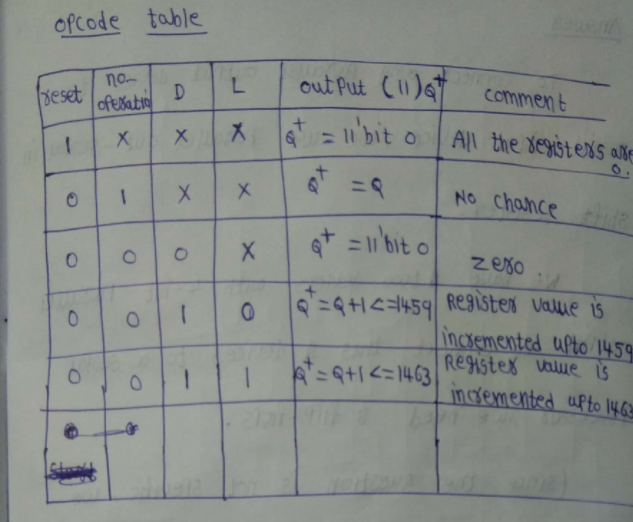 opcode table
reset no- operation D L output (11) Q+ comment
1 X X X Q+ = 11'bit 0 All the registers are 0.
0 1 X X Q+ = Q No chance
0 0 0 X Q+ = 11'bit 0 zero
0 0 1 0 Q+ = Q+1 <= 1459 Register value is
incremented upto 1459
0 0 1 1 Q+ = Q+1 <= 1463 Register value is
incremented upto 1463